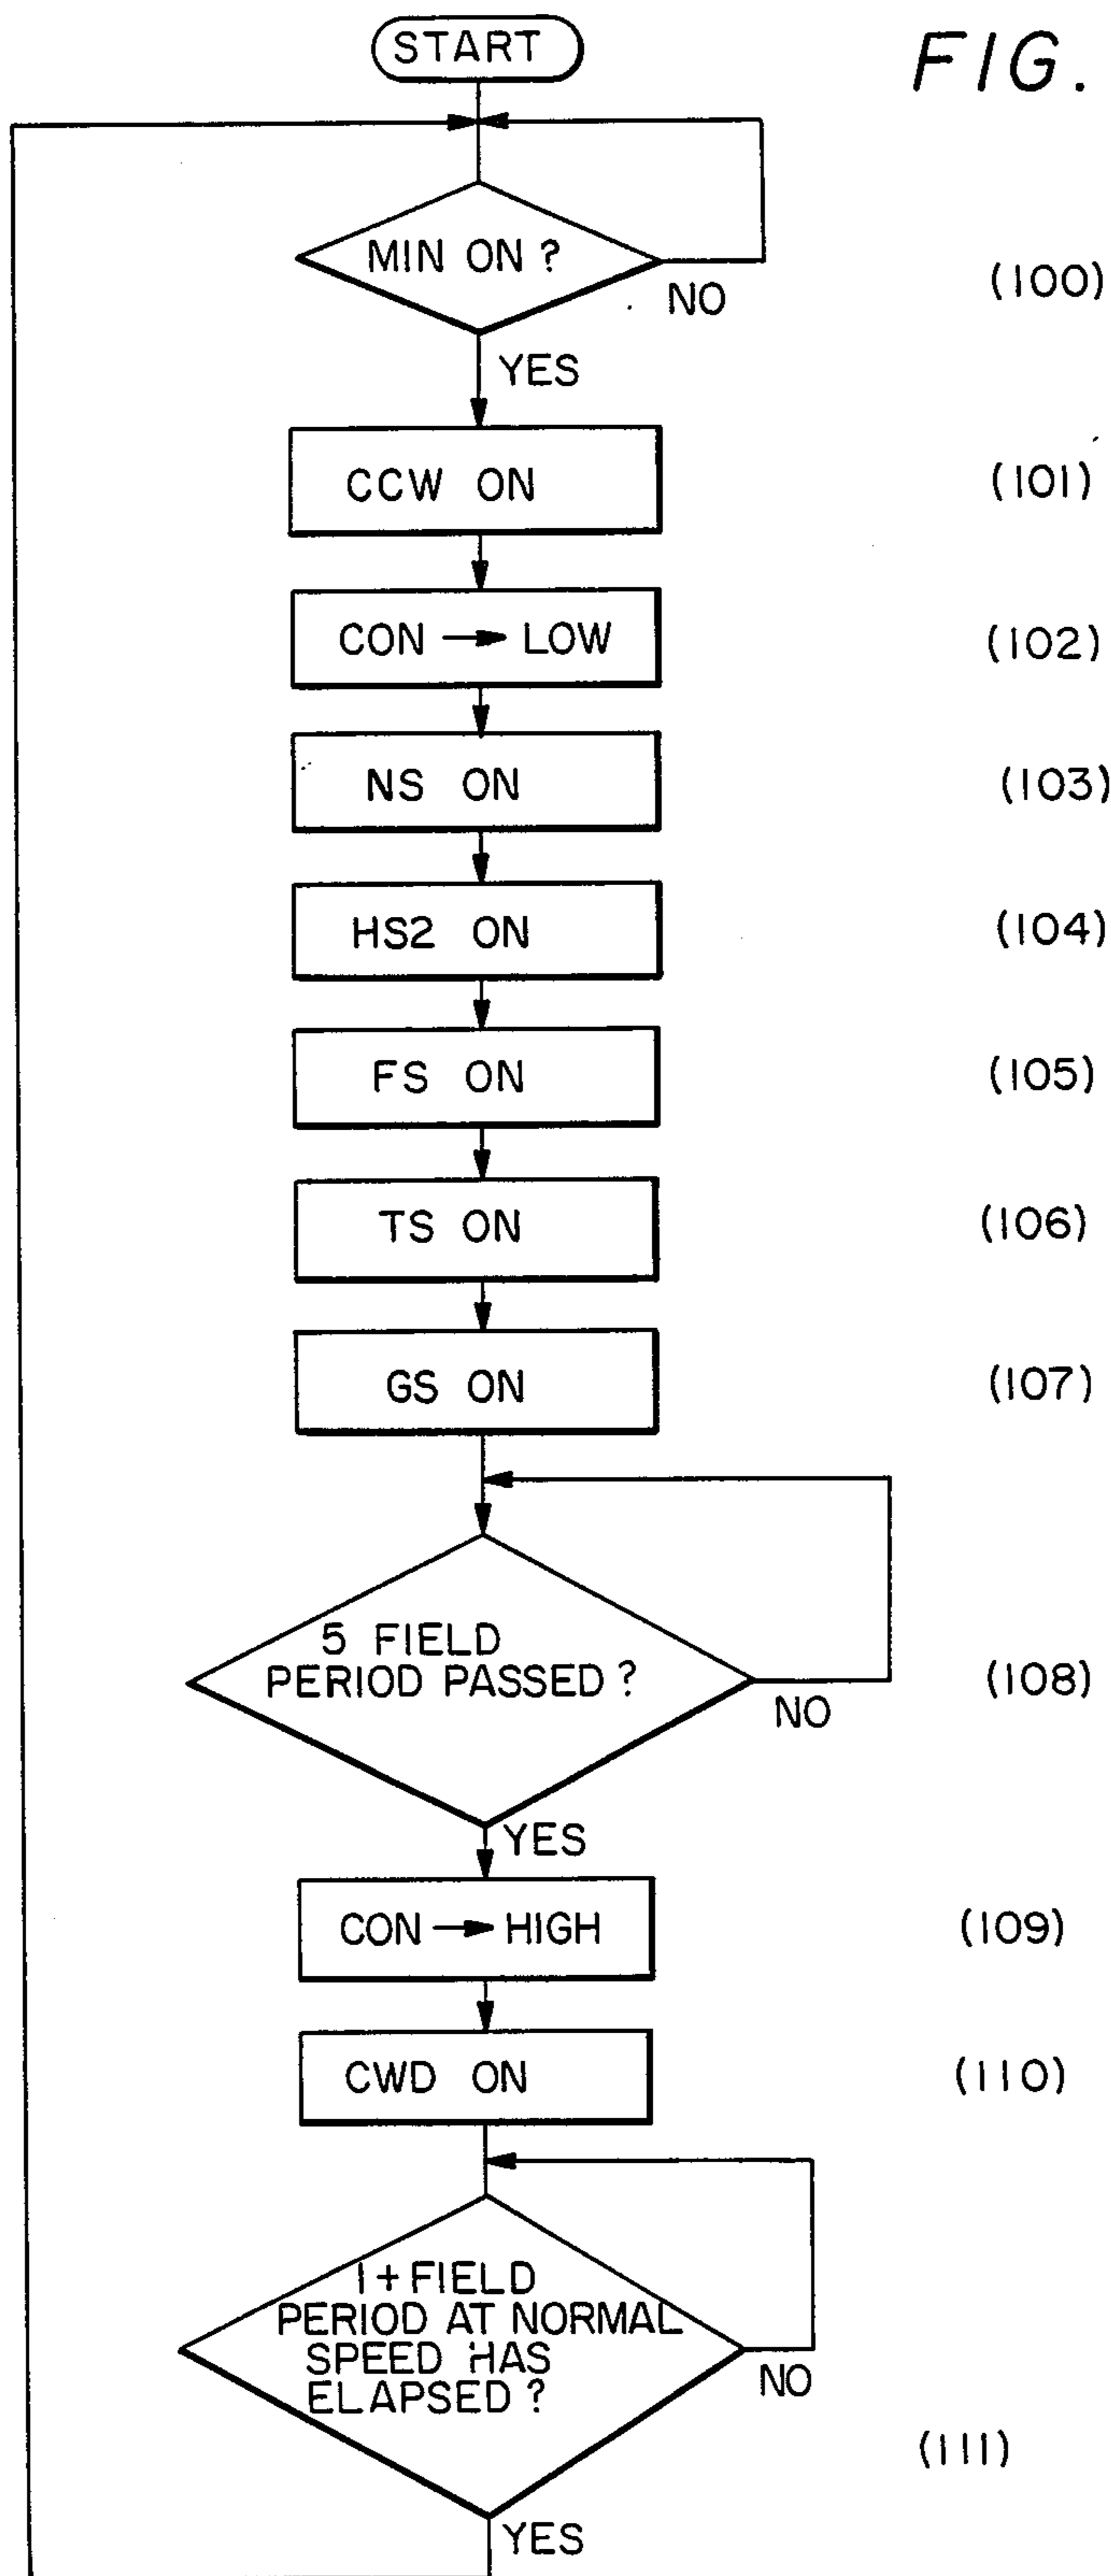 START
FIG.
MIN ON ?
NO
(100)
YES
CCW ON
(101)
CON → LOW
(102)
NS ON
(103)
HS2 ON
(104)
FS ON
(105)
TS ON
(106)
GS ON
(107)
5 FIELD
PERIOD PASSED ?
NO
(108)
YES
CON → HIGH
(109)
CWD ON
(110)
1+FIELD
PERIOD AT NORMAL
SPEED HAS
ELAPSED ?
NO
(111)
YES